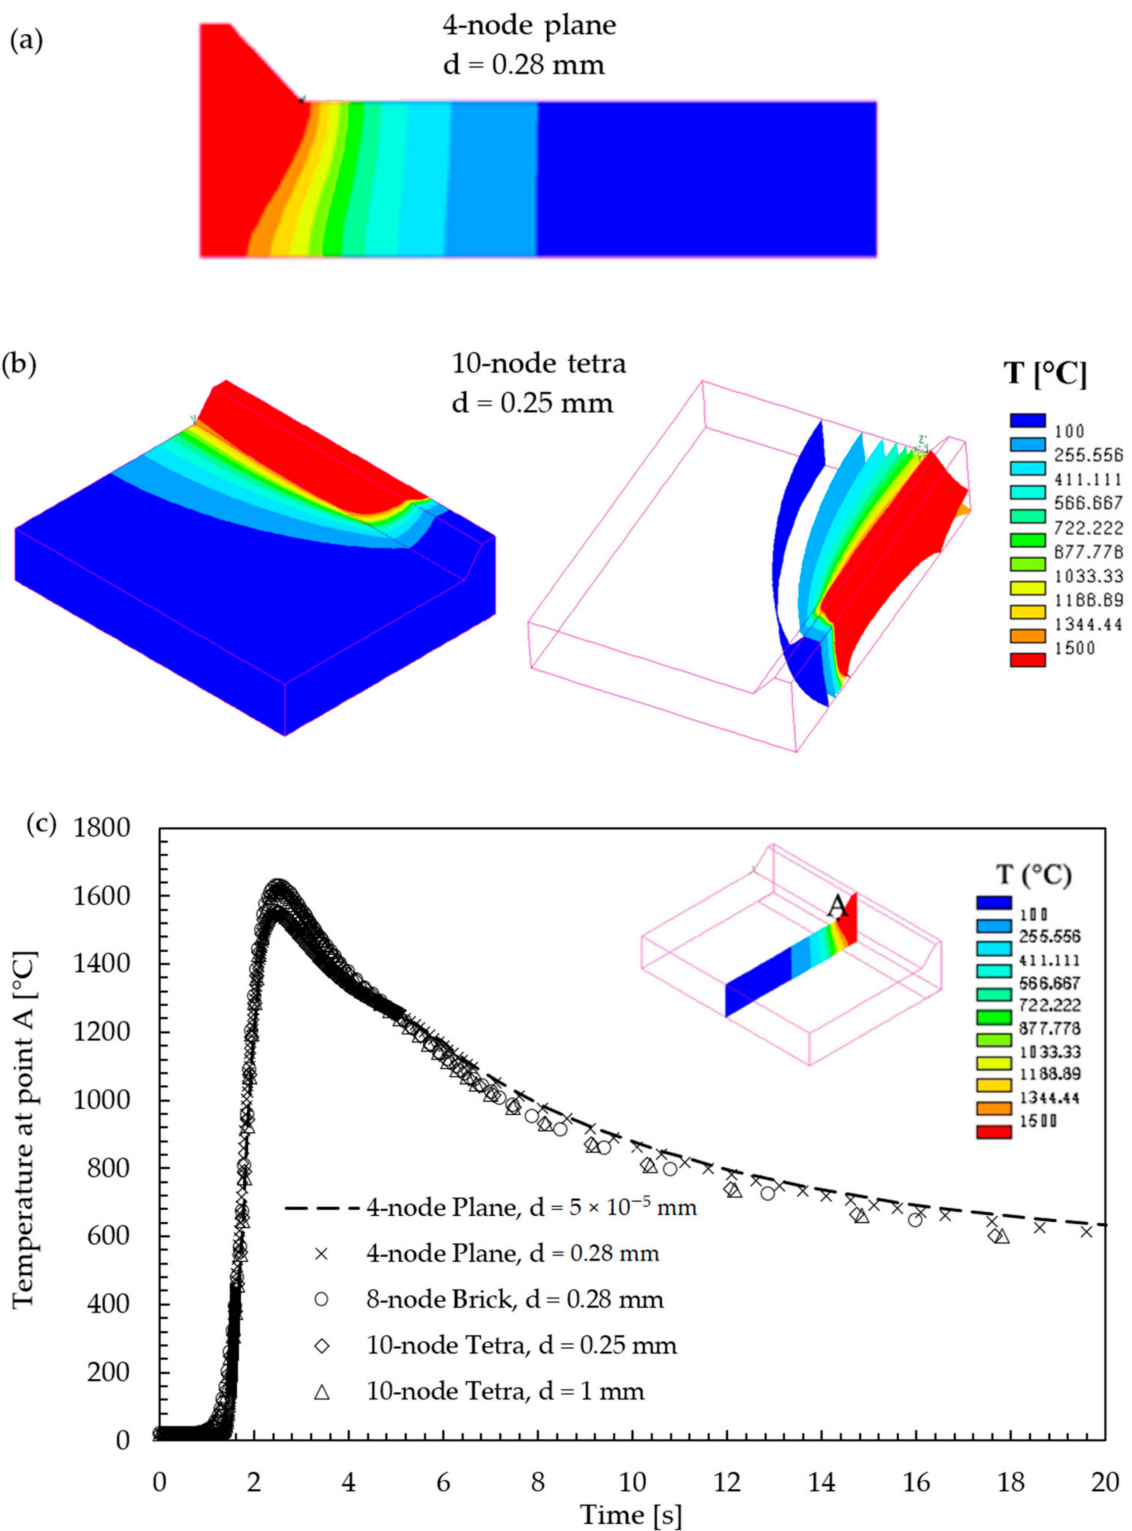 (a)
4-node plane
d = 0.28 mm
(b)
10-node tetra
d = 0.25 mm
T [°C]
100
255.556
411.111
566.667
722.222
877.778
1033.33
1188.89
1344.44
1500
(c)
1800
1600
1400
1200
1000
800
600
400
200
0
Temperature at point A [°C]
A
T (°C)
100
255.556
411.111
566.667
722.222
877.778
1033.33
1188.89
1344.44
1500
4-node Plane, d = 5 × 10⁻⁵ mm
4-node Plane, d = 0.28 mm
8-node Brick, d = 0.28 mm
10-node Tetra, d = 0.25 mm
10-node Tetra, d = 1 mm
0 2 4 6 8 10 12 14 16 18 20
Time [s]